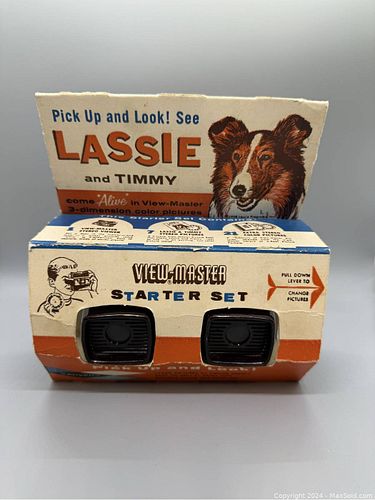 Pick Up and Look! See
LASSIE
and TIMMY
come "Alive" in View-Master
3-dimension color pictures
VIEW-MASTER
STARTER SET
PULL DOWN
LEVER TO
CHANGE
PICTURES
Pick Up and Look!
Copyright 2024 - MaxSold.com